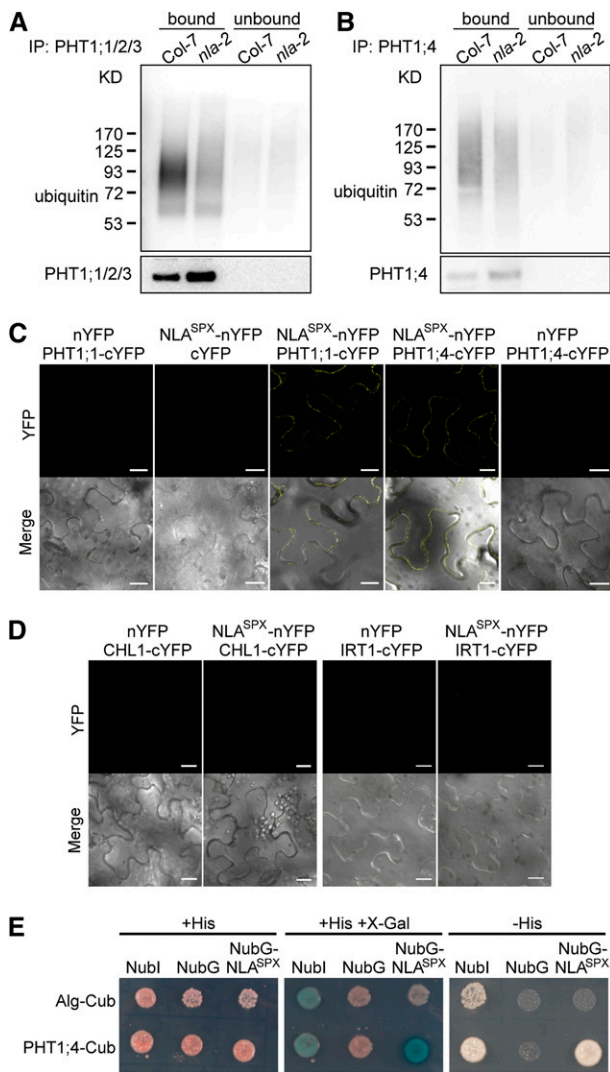 A
bound unbound
IP: PHT1;1/2/3 Col-7 nla-2 Col-7 nla-2
KD
170
125
93
72
53
ubiquitin
PHT1;1/2/3
B
bound unbound
IP: PHT1;4 Col-7 nla-2 Col-7 nla-2
KD
170
125
93
72
53
ubiquitin
PHT1;4
C
nYFP NLA^SPX-nYFP NLA^SPX-nYFP NLA^SPX-nYFP nYFP
PHT1;1-cYFP cYFP PHT1;1-cYFP PHT1;4-cYFP PHT1;4-cYFP
YFP
Merge
D
nYFP NLA^SPX-nYFP nYFP NLA^SPX-nYFP
CHL1-cYFP CHL1-cYFP IRT1-cYFP IRT1-cYFP
YFP
Merge
E
+His +His +X-Gal -His
NubI NubG NubG-NLA^SPX NubI NubG NubG-NLA^SPX NubI NubG NubG-NLA^SPX
Alg-Cub
PHT1;4-Cub